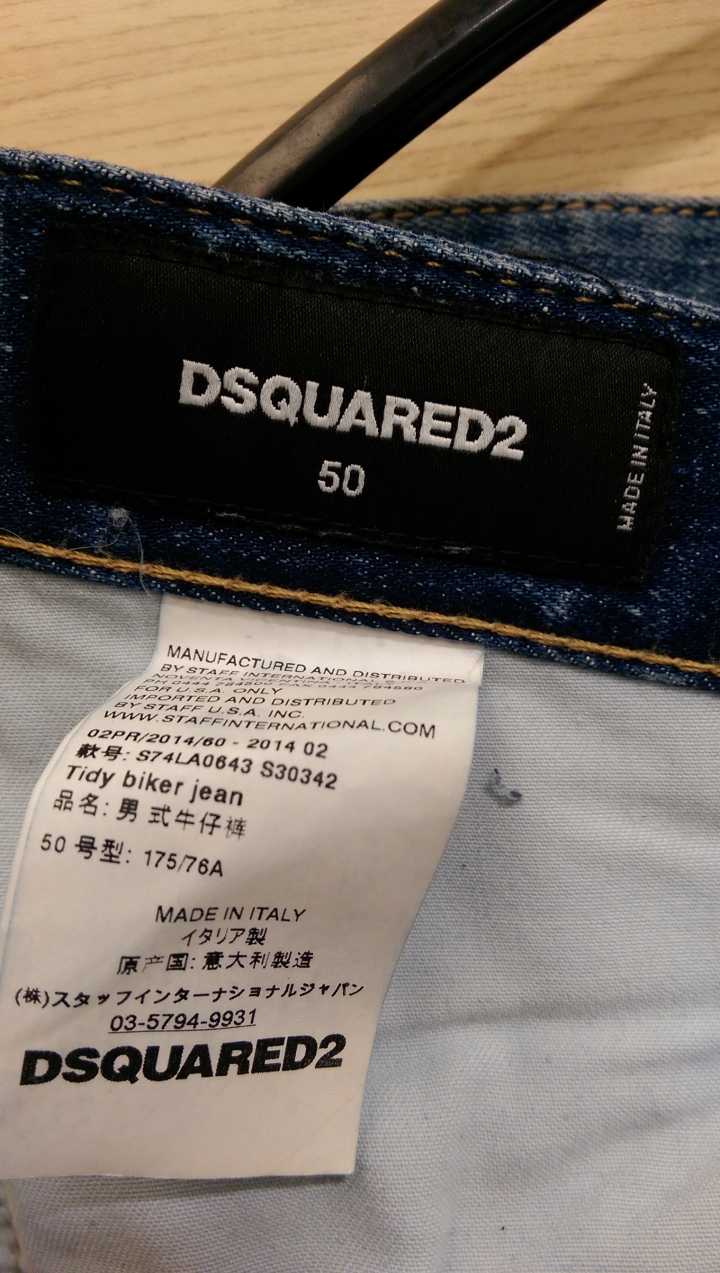 DSQUARED2
50
MADE IN ITALY
MANUFACTURED AND DISTRIBUTED
BY STAFF INTERNATIONAL
NOVENTA
FOR U.S.A. ONLY
IMPORTED AND DISTRIBUTED
BY STAFF U.S.A. INC.
WWW.STAFFINTERNATIONAL.COM
02PR/2014/60 - 2014 02
款号: S74LA0643 S30342
Tidy biker jean
品名: 男式牛仔裤
50 号型: 175/76A
MADE IN ITALY
イタリア製
原产国: 意大利製造
(株)スタッフインターナショナルジャパン
03-5794-9931
DSQUARED2